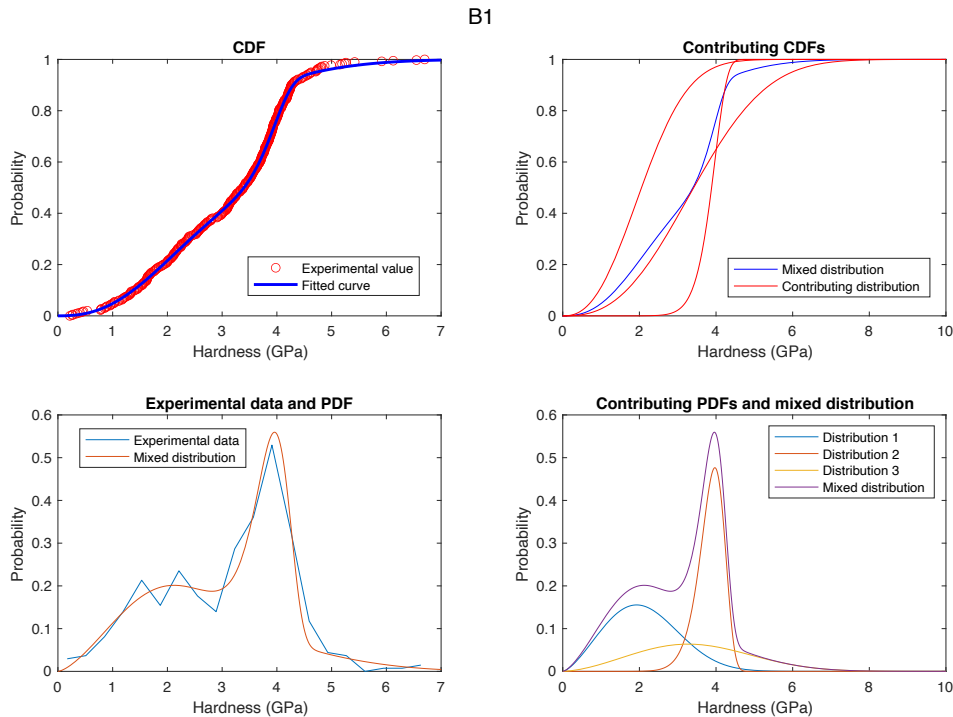 B1
CDF
1
0.8
0.6
0.4
0.2
0
Probability
0 1 2 3 4 5 6 7
Hardness (GPa)
Experimental value
Fitted curve
Contributing CDFs
1
0.8
0.6
0.4
0.2
0
Probability
0 2 4 6 8 10
Hardness (GPa)
Mixed distribution
Contributing distribution
Experimental data and PDF
0.6
0.5
0.4
0.3
0.2
0.1
0
Probability
0 1 2 3 4 5 6 7
Hardness (GPa)
Experimental data
Mixed distribution
Contributing PDFs and mixed distribution
0.6
0.5
0.4
0.3
0.2
0.1
0
Probability
0 2 4 6 8 10
Hardness (GPa)
Distribution 1
Distribution 2
Distribution 3
Mixed distribution